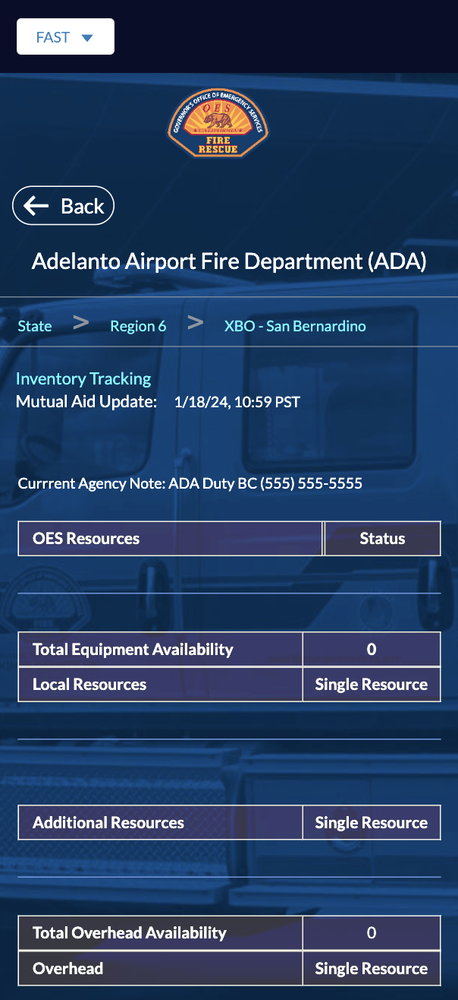 FAST
GOVERNOR'S OFFICE OF EMERGENCY SERVICES
OES
CALIFORNIA
FIRE
RESCUE
Back
Adelanto Airport Fire Department (ADA)
State > Region 6 > XBO - San Bernardino
Inventory Tracking
Mutual Aid Update: 1/18/24, 10:59 PST
Currrent Agency Note: ADA Duty BC (555) 555-5555
OES Resources Status
Total Equipment Availability 0
Local Resources Single Resource
Additional Resources Single Resource
Total Overhead Availability 0
Overhead Single Resource